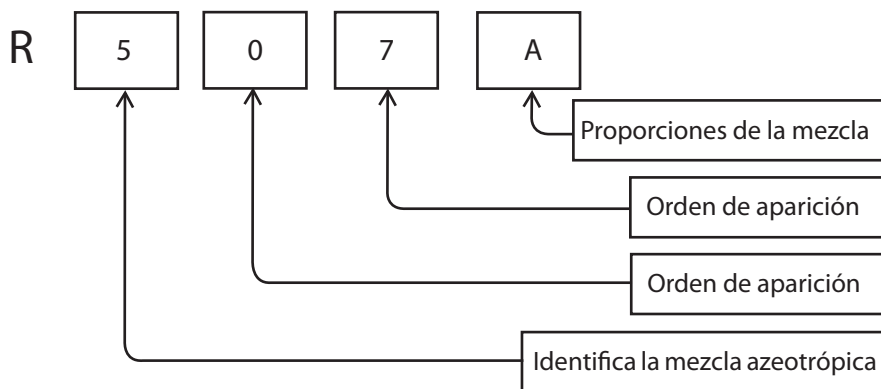 R 5 0 7 A
Proporciones de la mezcla
Orden de aparición
Orden de aparición
Identifica la mezcla azeotrópica